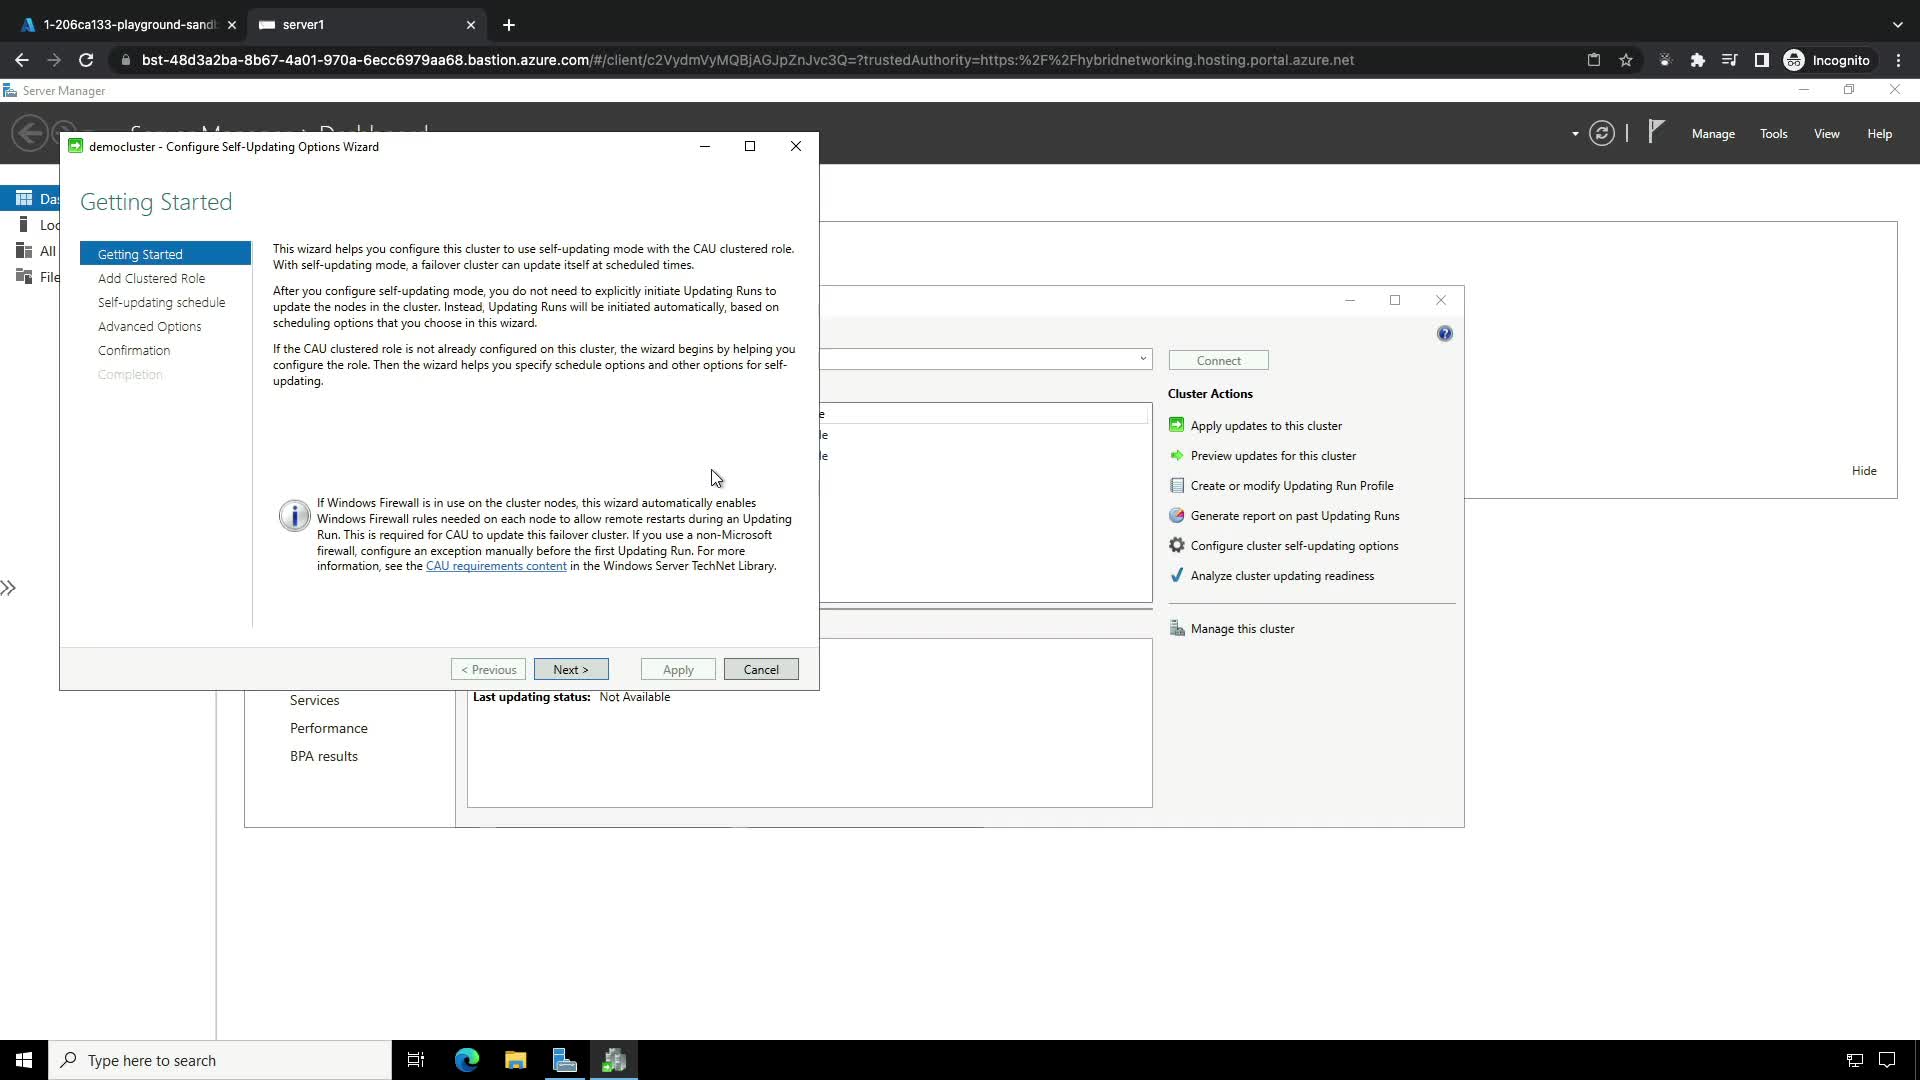 1-206ca133-playground-sandb
server1
bst-48d3a2ba-8b67-4a01-970a-6ecc6979aa68.bastion.azure.com/#/client/c2VydmVyMQBjAGJpZnJvc3Q=?trustedAuthority=https:%2F%2Fhybridnetworking.hosting.portal.azure.net
Incognito
Server Manager
Manage
Tools
View
Help
democluster - Configure Self-Updating Options Wizard
Getting Started
Getting Started
Add Clustered Role
Self-updating schedule
Advanced Options
Confirmation
Completion
This wizard helps you configure this cluster to use self-updating mode with the CAU clustered role.
With self-updating mode, a failover cluster can update itself at scheduled times.
After you configure self-updating mode, you do not need to explicitly initiate Updating Runs to
update the nodes in the cluster. Instead, Updating Runs will be initiated automatically, based on
scheduling options that you choose in this wizard.
If the CAU clustered role is not already configured on this cluster, the wizard begins by helping you
configure the role. Then the wizard helps you specify schedule options and other options for self-
updating.
If Windows Firewall is in use on the cluster nodes, this wizard automatically enables
Windows Firewall rules needed on each node to allow remote restarts during an Updating
Run. This is required for CAU to update this failover cluster. If you use a non-Microsoft
firewall, configure an exception manually before the first Updating Run. For more
information, see the CAU requirements content in the Windows Server TechNet Library.
< Previous
Next >
Apply
Cancel
Das
Loc
All
File
Connect
Cluster Actions
Apply updates to this cluster
Preview updates for this cluster
Create or modify Updating Run Profile
Generate report on past Updating Runs
Configure cluster self-updating options
Analyze cluster updating readiness
Manage this cluster
Hide
e
le
le
Last updating status: Not Available
Services
Performance
BPA results
Type here to search